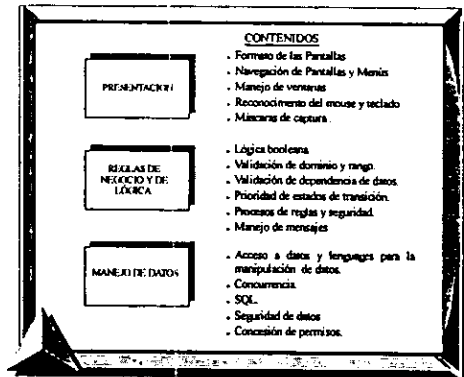 CONTENIDOS
PRESENTACION
. Formato de las Pantallas
. Navegación de Pantallas y Menús
. Manejo de ventanas
. Reconocimiento del mouse y teclado
. Máscaras de captura.
REGLAS DE
NEGOCIO Y DE
LÓGICA
. Lógica booleana.
. Validación de dominio y rango.
. Validación de dependencia de datos.
. Prioridad de estados de transición.
. Procesos de reglas y seguridad.
. Manejo de mensajes
MANEJO DE DATOS
. Acceso a datos y lenguages para la
manipulación de datos.
. Concurrencia.
. SQL.
. Seguridad de datos
. Concesión de permisos.